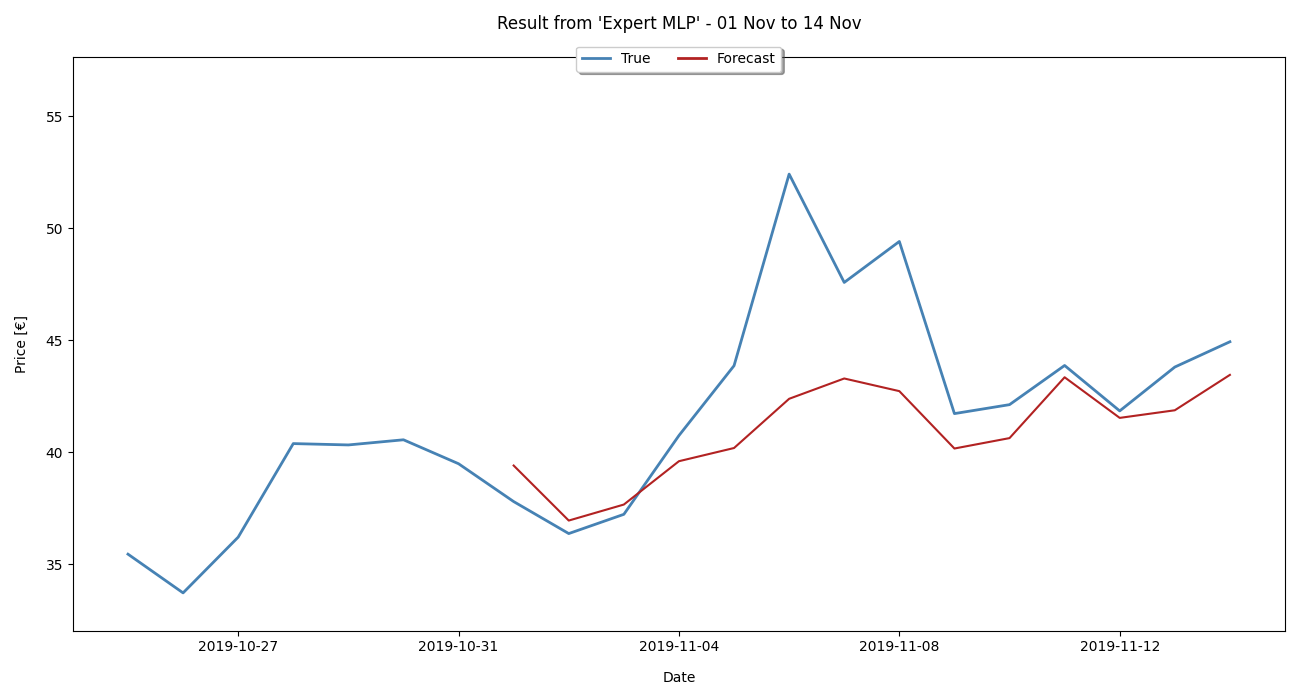 Result from 'Expert MLP' - 01 Nov to 14 Nov
True Forecast
55
50
45
40
35
Price [€]
2019-10-27 2019-10-31 2019-11-04 2019-11-08 2019-11-12
Date